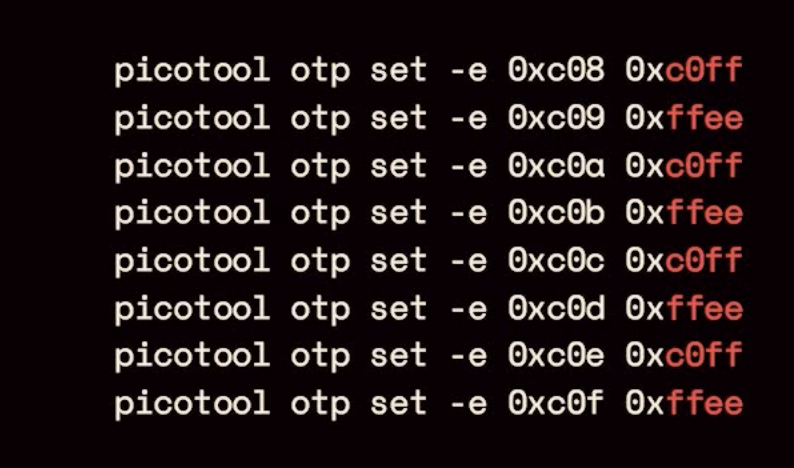 picotool otp set -e 0xc08 0xc0ff
picotool otp set -e 0xc09 0xffee
picotool otp set -e 0xc0a 0xc0ff
picotool otp set -e 0xc0b 0xffee
picotool otp set -e 0xc0c 0xc0ff
picotool otp set -e 0xc0d 0xffee
picotool otp set -e 0xc0e 0xc0ff
picotool otp set -e 0xc0f 0xffee